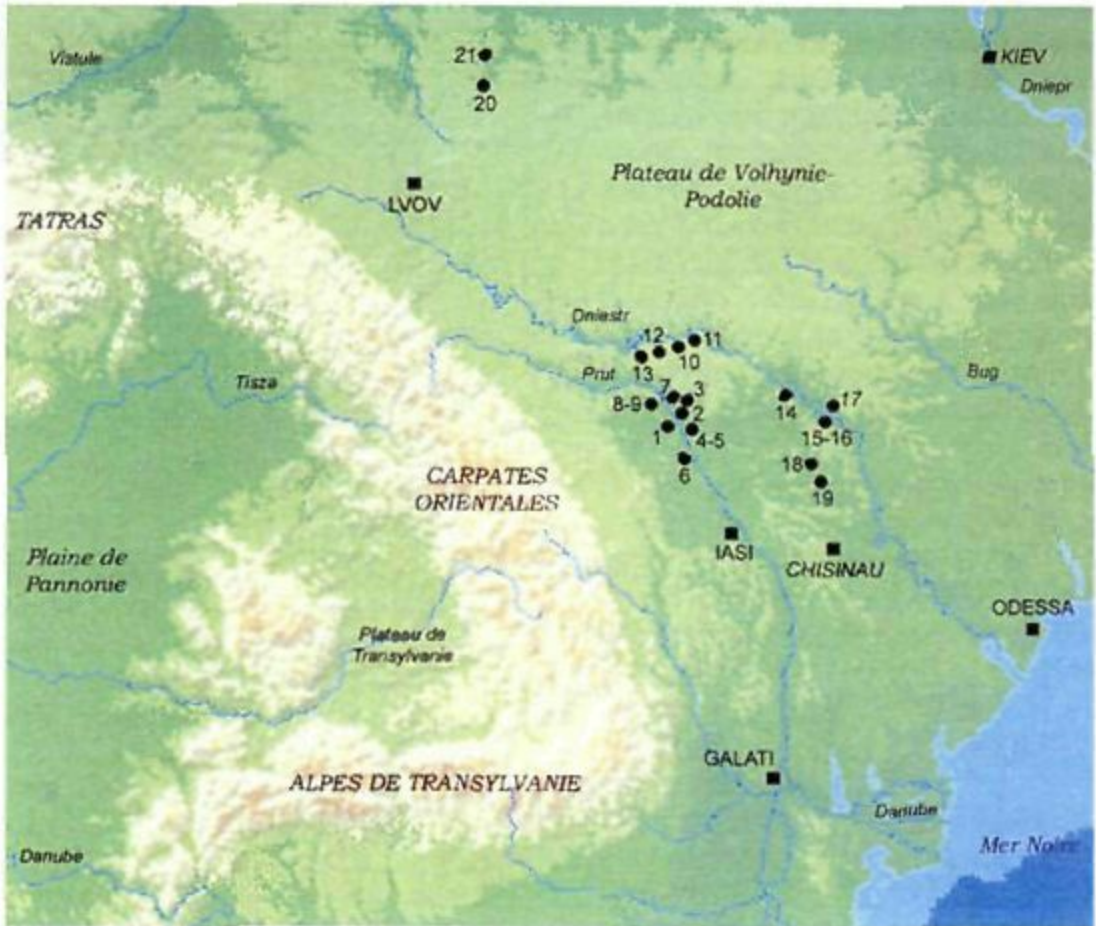 Vistule
21
20
KIEV
Dniepr
LVOV
Plateau de Volhynie-
Podolie
TATRAS
Dniestr
12
11
10
13
Prut
7
3
8-9
2
1
4-5
6
14
17
15-16
18
19
Bug
Tisza
CARPATES
ORIENTALES
Plaine de
Pannonie
IASI
CHISINAU
ODESSA
Plateau de
Transylvanie
GALATI
ALPES DE TRANSYLVANIE
Danube
Mer Noire
Danube